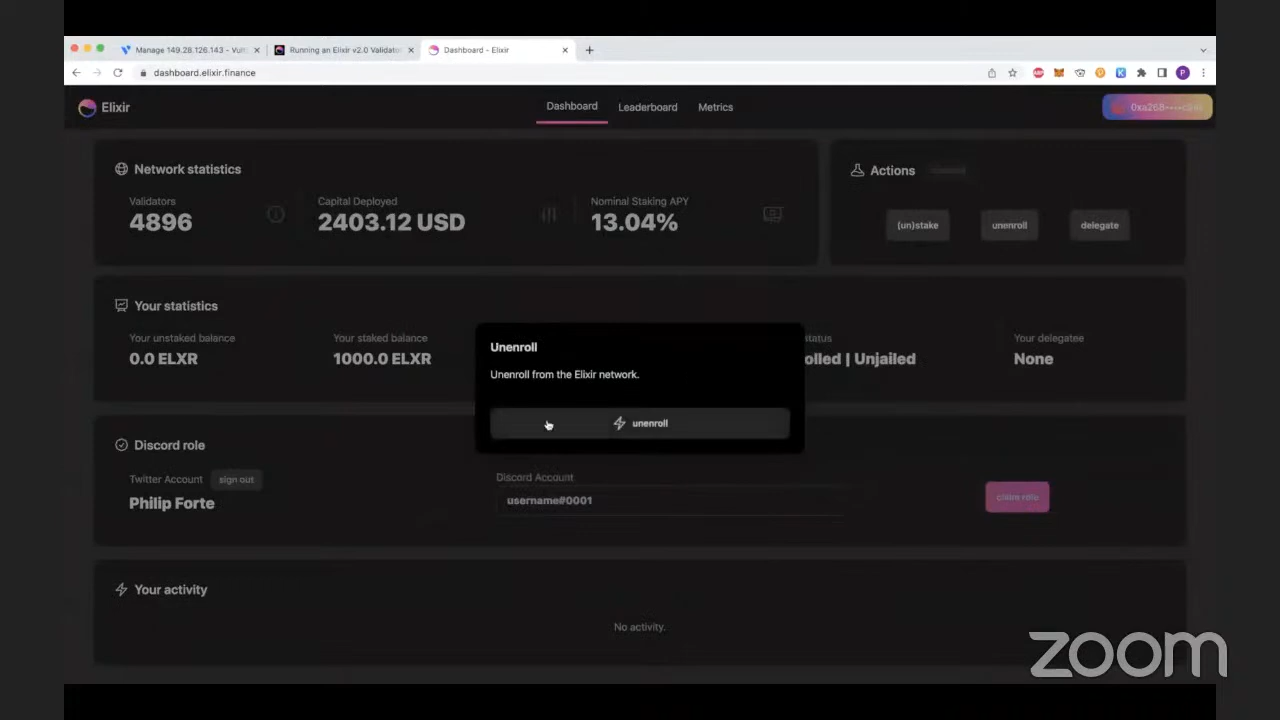 Manage 149.28.126.143 - Vult
Running an Elixir v2.0 Validato
Dashboard - Elixir
dashboard.elixir.finance
Elixir
Dashboard
Leaderboard
Metrics
Network statistics
Validators
4896
Capital Deployed
2403.12 USD
Nominal Staking APY
13.04%
Actions
(un)stake
unenroll
delegate
Your statistics
Your unstaked balance
0.0 ELXR
Your staked balance
1000.0 ELXR
status
olled | Unjailed
Your delegatee
None
Unenroll
Unenroll from the Elixir network.
unenroll
Discord role
Twitter Account
sign out
Philip Forte
Discord Account
username#0001
claim role
Your activity
No activity.
zoom